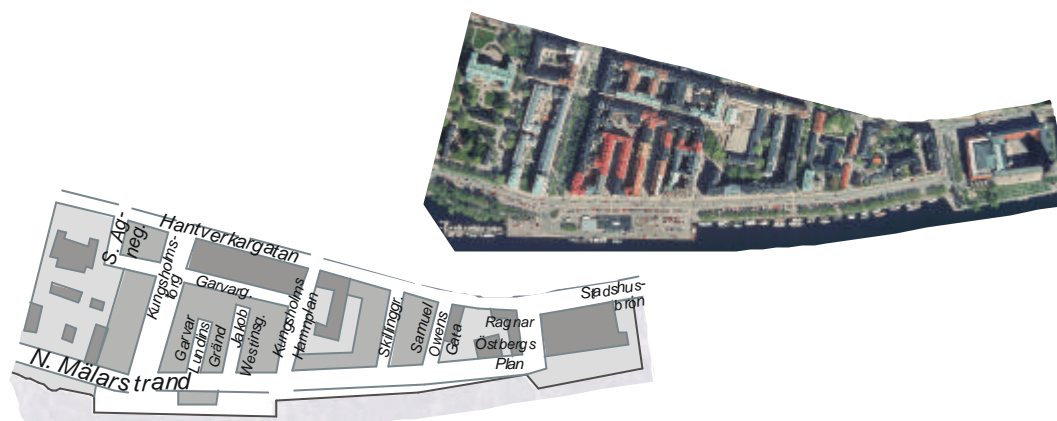 S. Ag-
neg.
Hantverkargatan
Kungsholms-
torg
Garvarg.
Kungsholms
Hamnplan
Stadshus-
bron
Garvar
Lundins
Gränd
Jakob
Westinsg.
Skillinggr.
Samuel
Owens
Gata
Ragnar
Östbergs
Plan
N. Mälarstrand